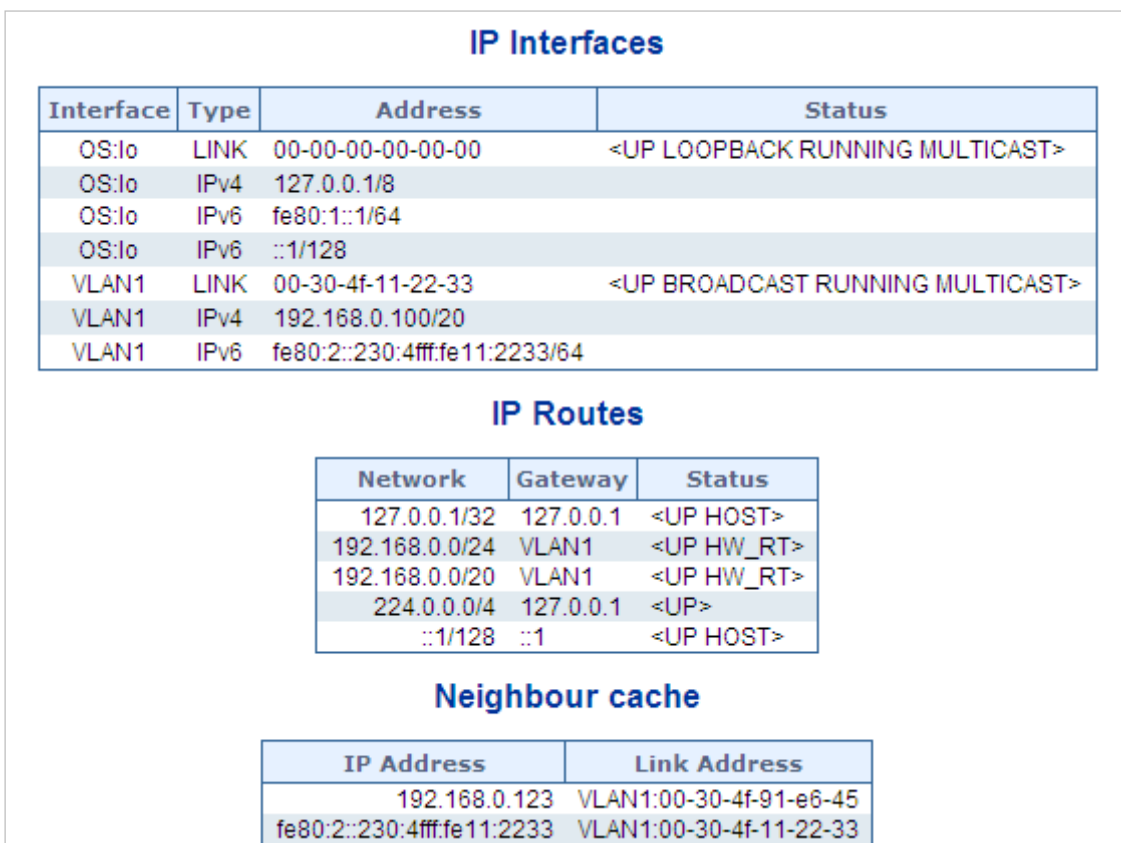 IP Interfaces
Interface Type Address Status
OS:lo LINK 00-00-00-00-00-00 <UP LOOPBACK RUNNING MULTICAST>
OS:lo IPv4 127.0.0.1/8
OS:lo IPv6 fe80:1::1/64
OS:lo IPv6 ::1/128
VLAN1 LINK 00-30-4f-11-22-33 <UP BROADCAST RUNNING MULTICAST>
VLAN1 IPv4 192.168.0.100/20
VLAN1 IPv6 fe80:2::230:4fff:fe11:2233/64
IP Routes
Network Gateway Status
127.0.0.1/32 127.0.0.1 <UP HOST>
192.168.0.0/24 VLAN1 <UP HW_RT>
192.168.0.0/20 VLAN1 <UP HW_RT>
224.0.0.0/4 127.0.0.1 <UP>
::1/128 ::1 <UP HOST>
Neighbour cache
IP Address Link Address
192.168.0.123 VLAN1:00-30-4f-91-e6-45
fe80:2::230:4fff:fe11:2233 VLAN1:00-30-4f-11-22-33